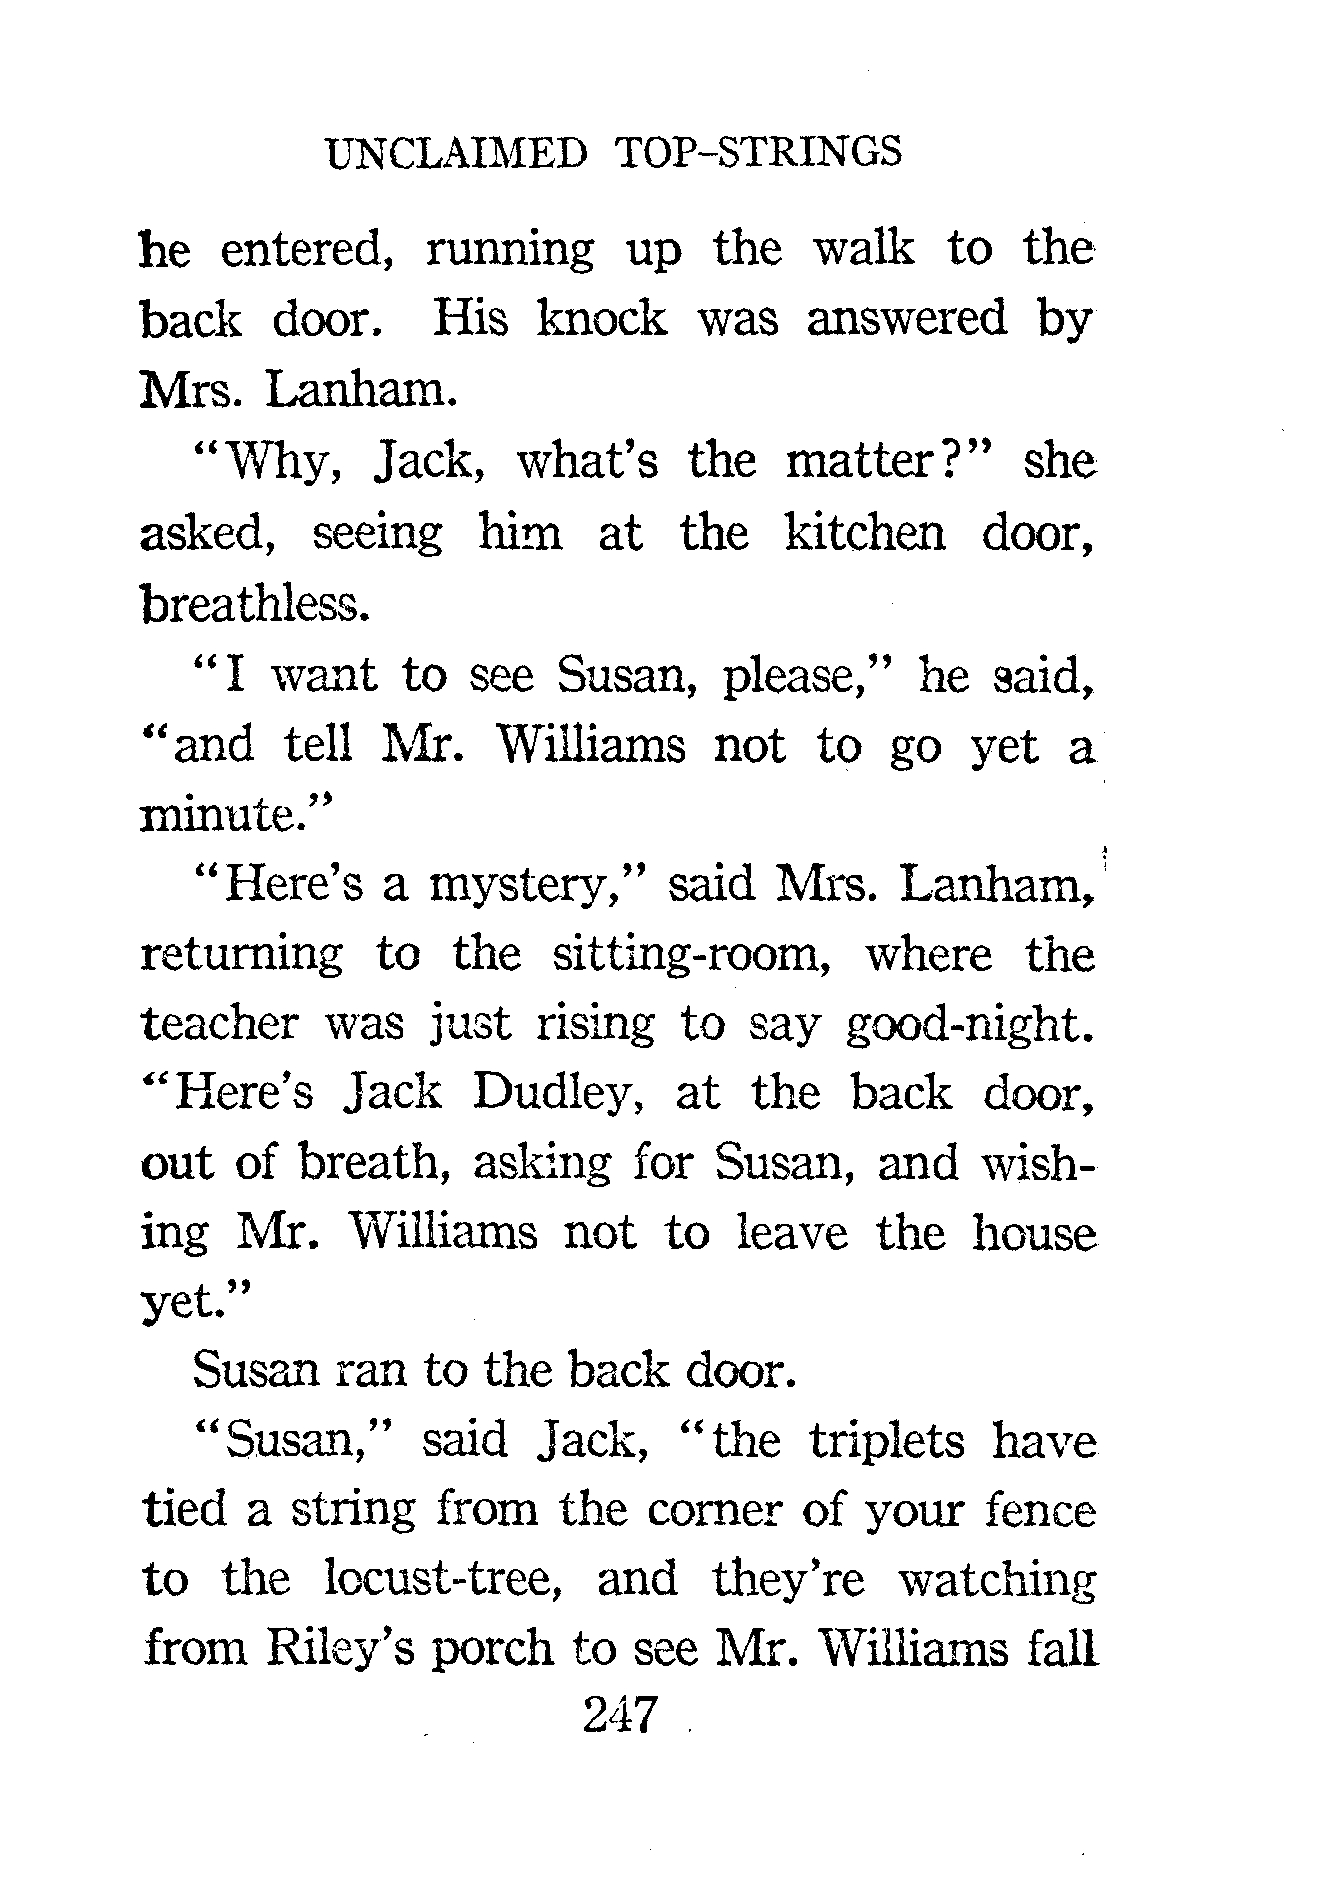 UNCLAIMED TOP-STRINGS
he entered, running up the walk to the
back door. His knock was answered by
Mrs. Lanham.
“Why, Jack, what’s the matter?” she
asked, seeing him at the kitchen door,
breathless.
“I want to see Susan, please,” he said,
“and tell Mr. Williams not to go yet a
minute.”
“Here’s a mystery,” said Mrs. Lanham,
returning to the sitting-room, where the
teacher was just rising to say good-night.
“Here’s Jack Dudley, at the back door,
out of breath, asking for Susan, and wish-
ing Mr. Williams not to leave the house
yet.”
Susan ran to the back door.
“Susan,” said Jack, “the triplets have
tied a string from the corner of your fence
to the locust-tree, and they’re watching
from Riley’s porch to see Mr. Williams fall
247